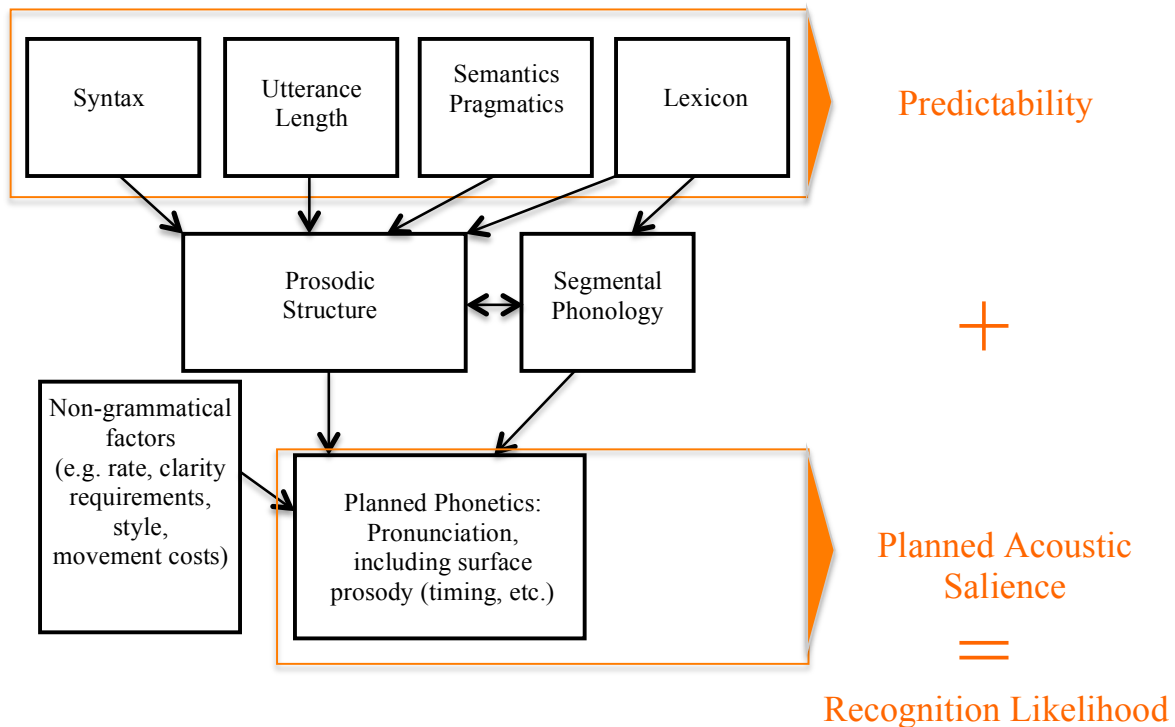 Syntax
Utterance
Length
Semantics
Pragmatics
Lexicon
Predictability
Prosodic
Structure
Segmental
Phonology
+
Non-grammatical
factors
(e.g. rate, clarity
requirements,
style,
movement costs)
Planned Phonetics:
Pronunciation,
including surface
prosody (timing, etc.)
Planned Acoustic
Salience
=
Recognition Likelihood